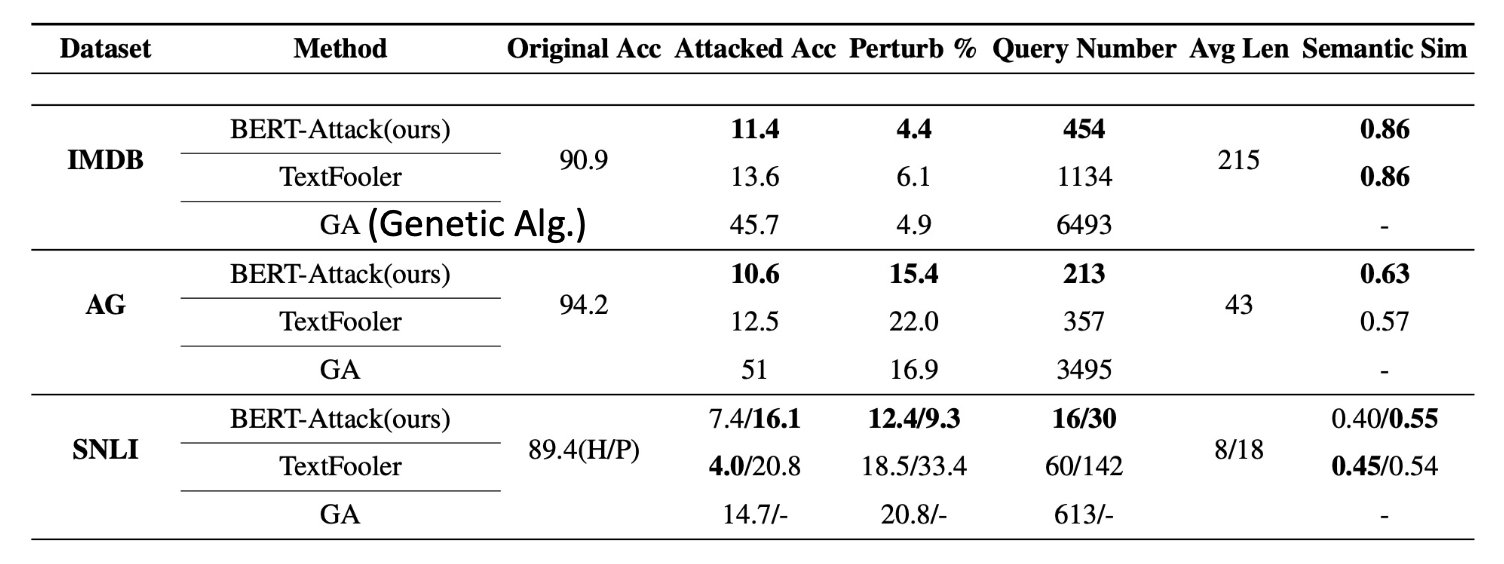 Dataset Method Original Acc Attacked Acc Perturb % Query Number Avg Len Semantic Sim
BERT-Attack(ours) 11.4 4.4 454 0.86
IMDB 90.9 215
TextFooler 13.6 6.1 1134 0.86
GA (Genetic Alg.) 45.7 4.9 6493 -
BERT-Attack(ours) 10.6 15.4 213 0.63
AG 94.2 43
TextFooler 12.5 22.0 357 0.57
GA 51 16.9 3495 -
BERT-Attack(ours) 7.4/16.1 12.4/9.3 16/30 0.40/0.55
SNLI 89.4(H/P) 8/18
TextFooler 4.0/20.8 18.5/33.4 60/142 0.45/0.54
GA 14.7/- 20.8/- 613/- -